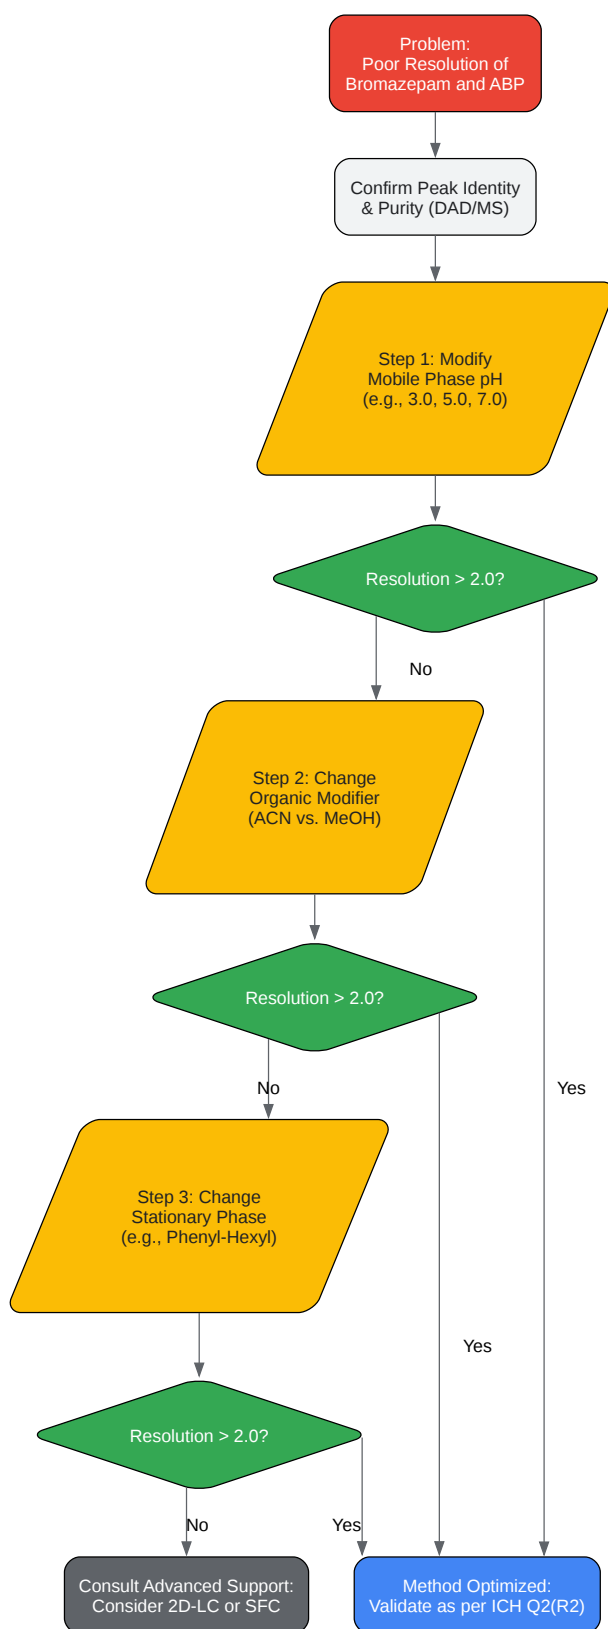 Problem:
Poor Resolution of
Bromazepam and ABP
Confirm Peak Identity
& Purity (DAD/MS)
Step 1: Modify
Mobile Phase pH
(e.g., 3.0, 5.0, 7.0)
Resolution > 2.0?
No
Step 2: Change
Organic Modifier
(ACN vs. MeOH)
Resolution > 2.0?
No
Yes
Step 3: Change
Stationary Phase
(e.g., Phenyl-Hexyl)
Yes
Resolution > 2.0?
No
Yes
Consult Advanced Support:
Consider 2D-LC or SFC
Method Optimized:
Validate as per ICH Q2(R2)